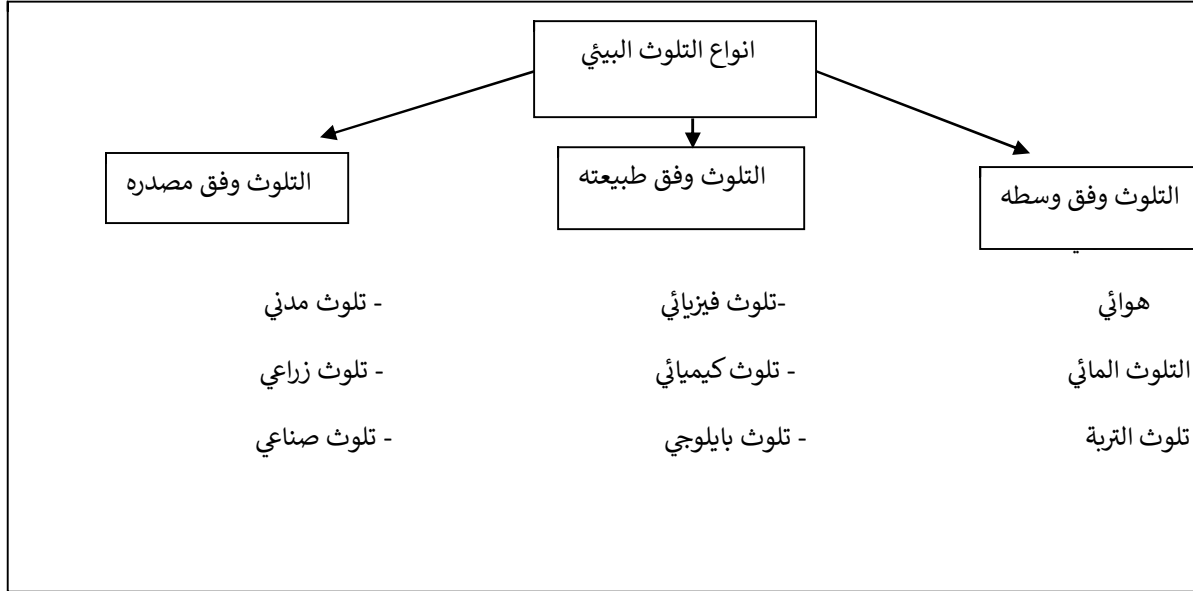 انواع التلوث البيئي
التلوث وفق وسطه
التلوث وفق طبيعته
التلوث وفق مصدره
هوائي
-تلوث فيزيائي
- تلوث مدني
التلوث المائي
- تلوث كيميائي
- تلوث زراعي
تلوث التربة
- تلوث بايلوجي
- تلوث صناعي